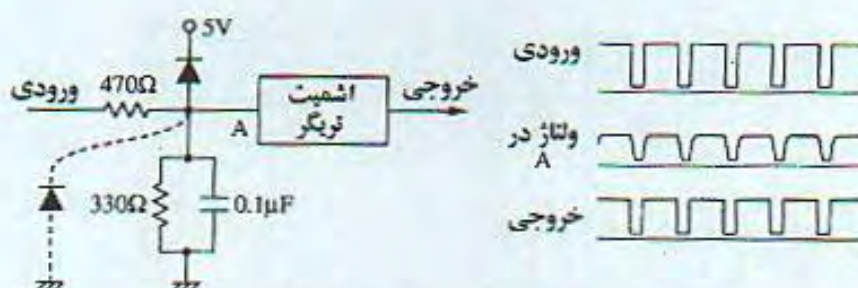 5V
470Ω
ورودی
A
اشمیت
تریگر
خروجی
330Ω
0.1μF
ورودی
ولتاژ در
A
خروجی